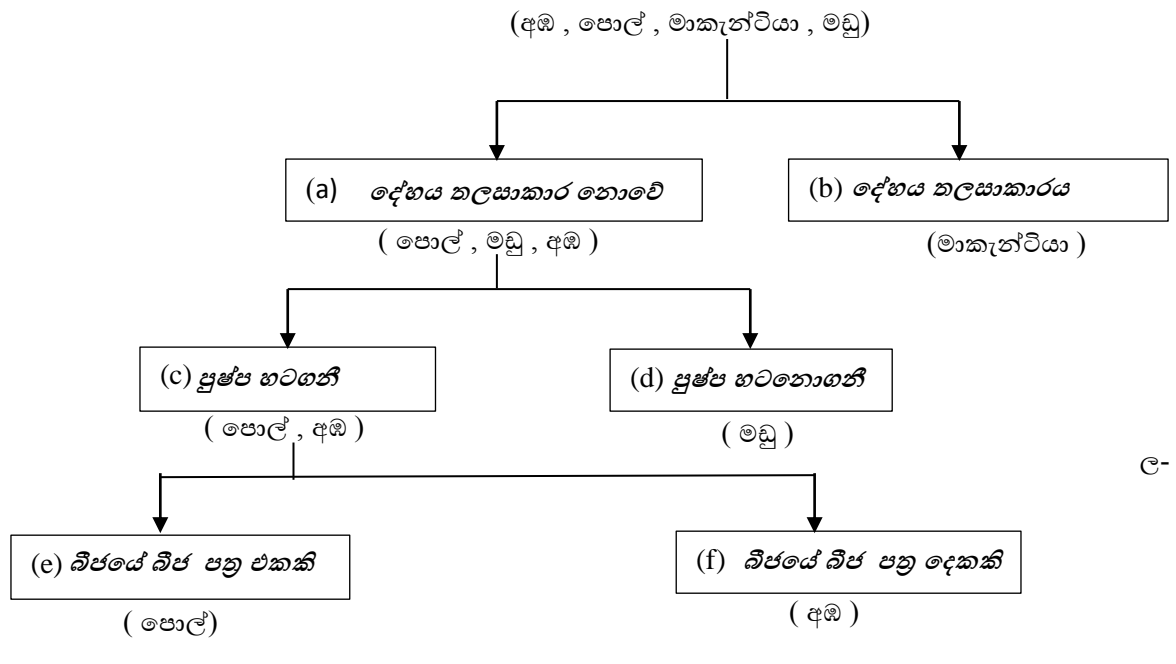 (අඹ , පොල් , මාකැන්ටියා , මඩු)
(a) දේහය තලසාකාර නොවේ
(b) දේහය තලසාකාරය
( පොල් , මඩු , අඹ )
(මාකැන්ටියා )
(c) පුෂ්ප හටගනී
(d) පුෂ්ප හටනොගනී
( පොල් , අඹ )
( මඩු )
ල-
(e) බීජයේ බීජ පත්‍ර එකකි
(f) බීජයේ බීජ පත්‍ර දෙකකි
( පොල්)
( අඹ )